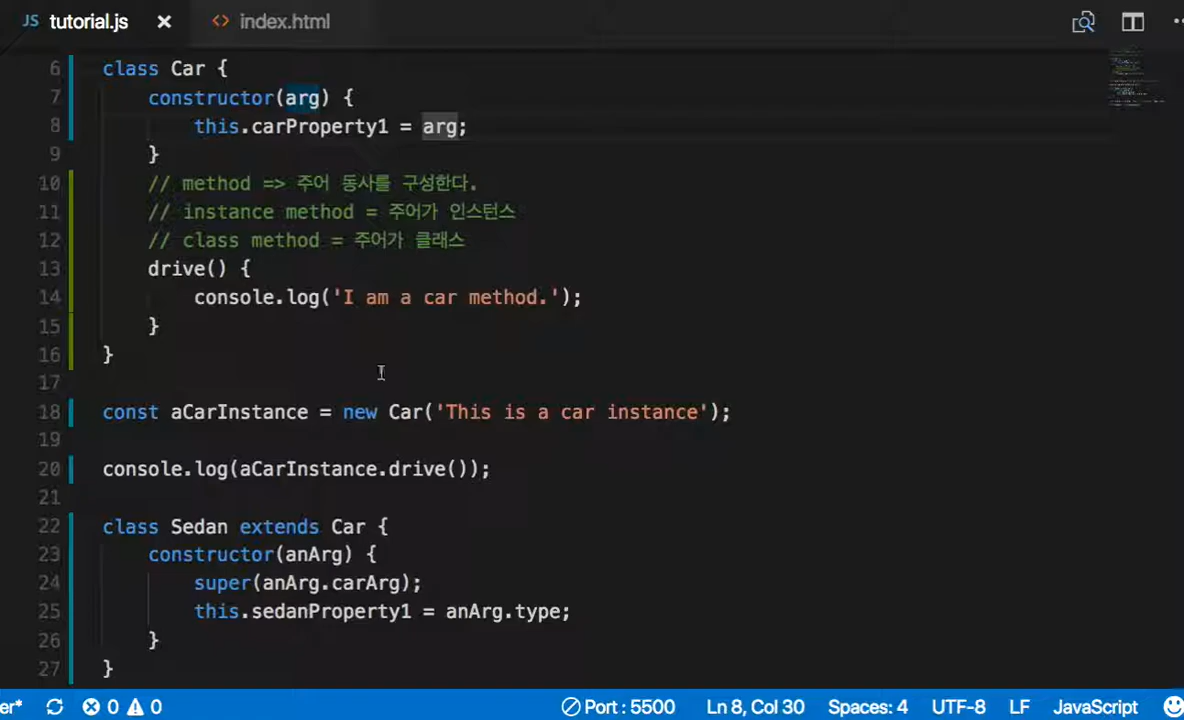 JS tutorial.js × <> index.html
6 class Car {
7 constructor(arg) {
8 this.carProperty1 = arg;
9 }
10 // method => 주어 동사를 구성한다.
11 // instance method = 주어가 인스턴스
12 // class method = 주어가 클래스
13 drive() {
14 console.log('I am a car method.');
15 }
16 }
17
18 const aCarInstance = new Car('This is a car instance');
19
20 console.log(aCarInstance.drive());
21
22 class Sedan extends Car {
23 constructor(anArg) {
24 super(anArg.carArg);
25 this.sedanProperty1 = anArg.type;
26 }
27 }
er* 0 0 Port : 5500 Ln 8, Col 30 Spaces: 4 UTF-8 LF JavaScript